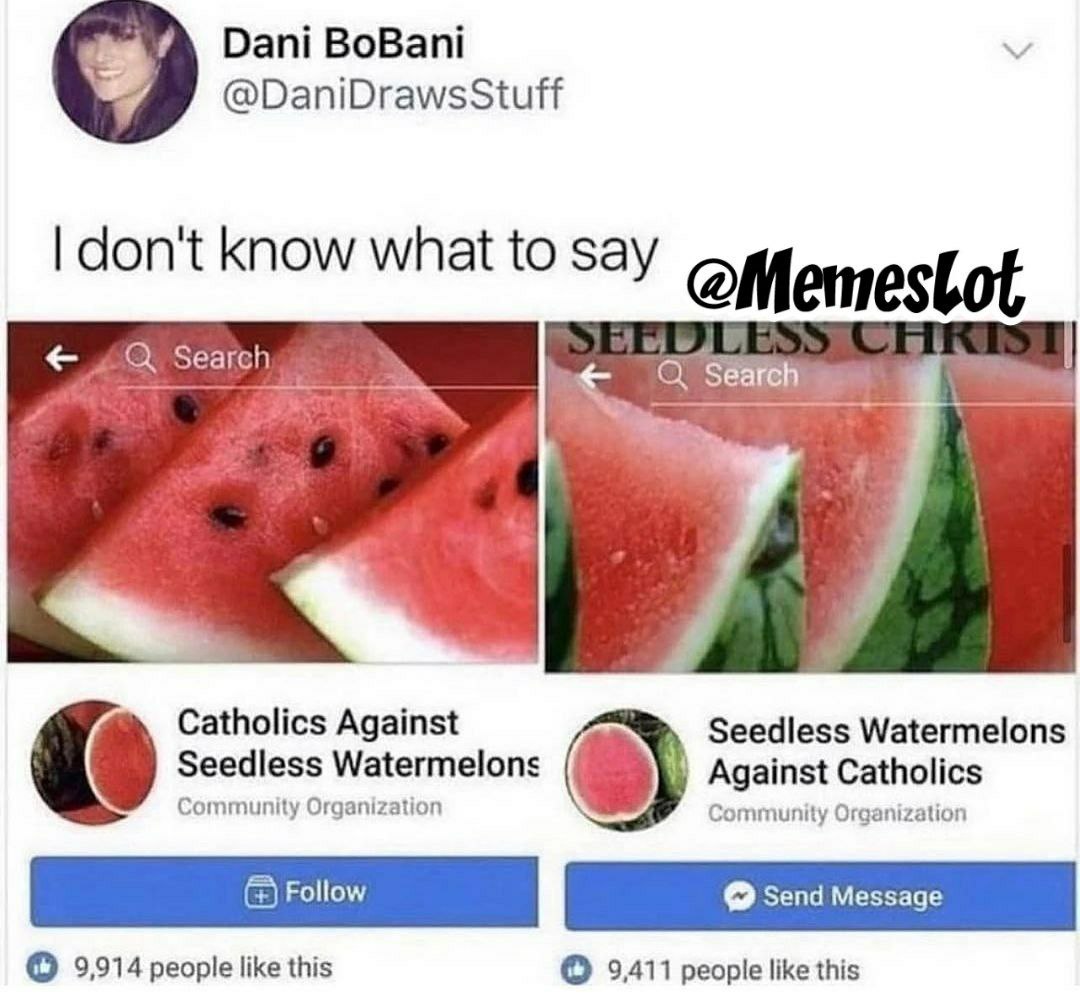 Dani BoBani
@DaniDrawsStuff
I don't know what to say
@MemesLot
Search
Catholics Against
Seedless Watermelons
Community Organization
Follow
9,914 people like this
SEEDLESS CHRIST
Search
Seedless Watermelons
Against Catholics
Community Organization
Send Message
9,411 people like this